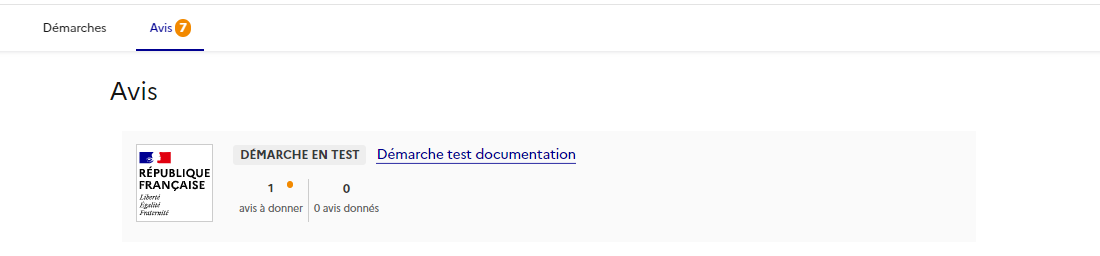 Démarches Avis 7
Avis
DÉMARCHE EN TEST Démarche test documentation
RÉPUBLIQUE
FRANÇAISE
Liberté
Égalité
Fraternité
1 0
avis à donner 0 avis donnés